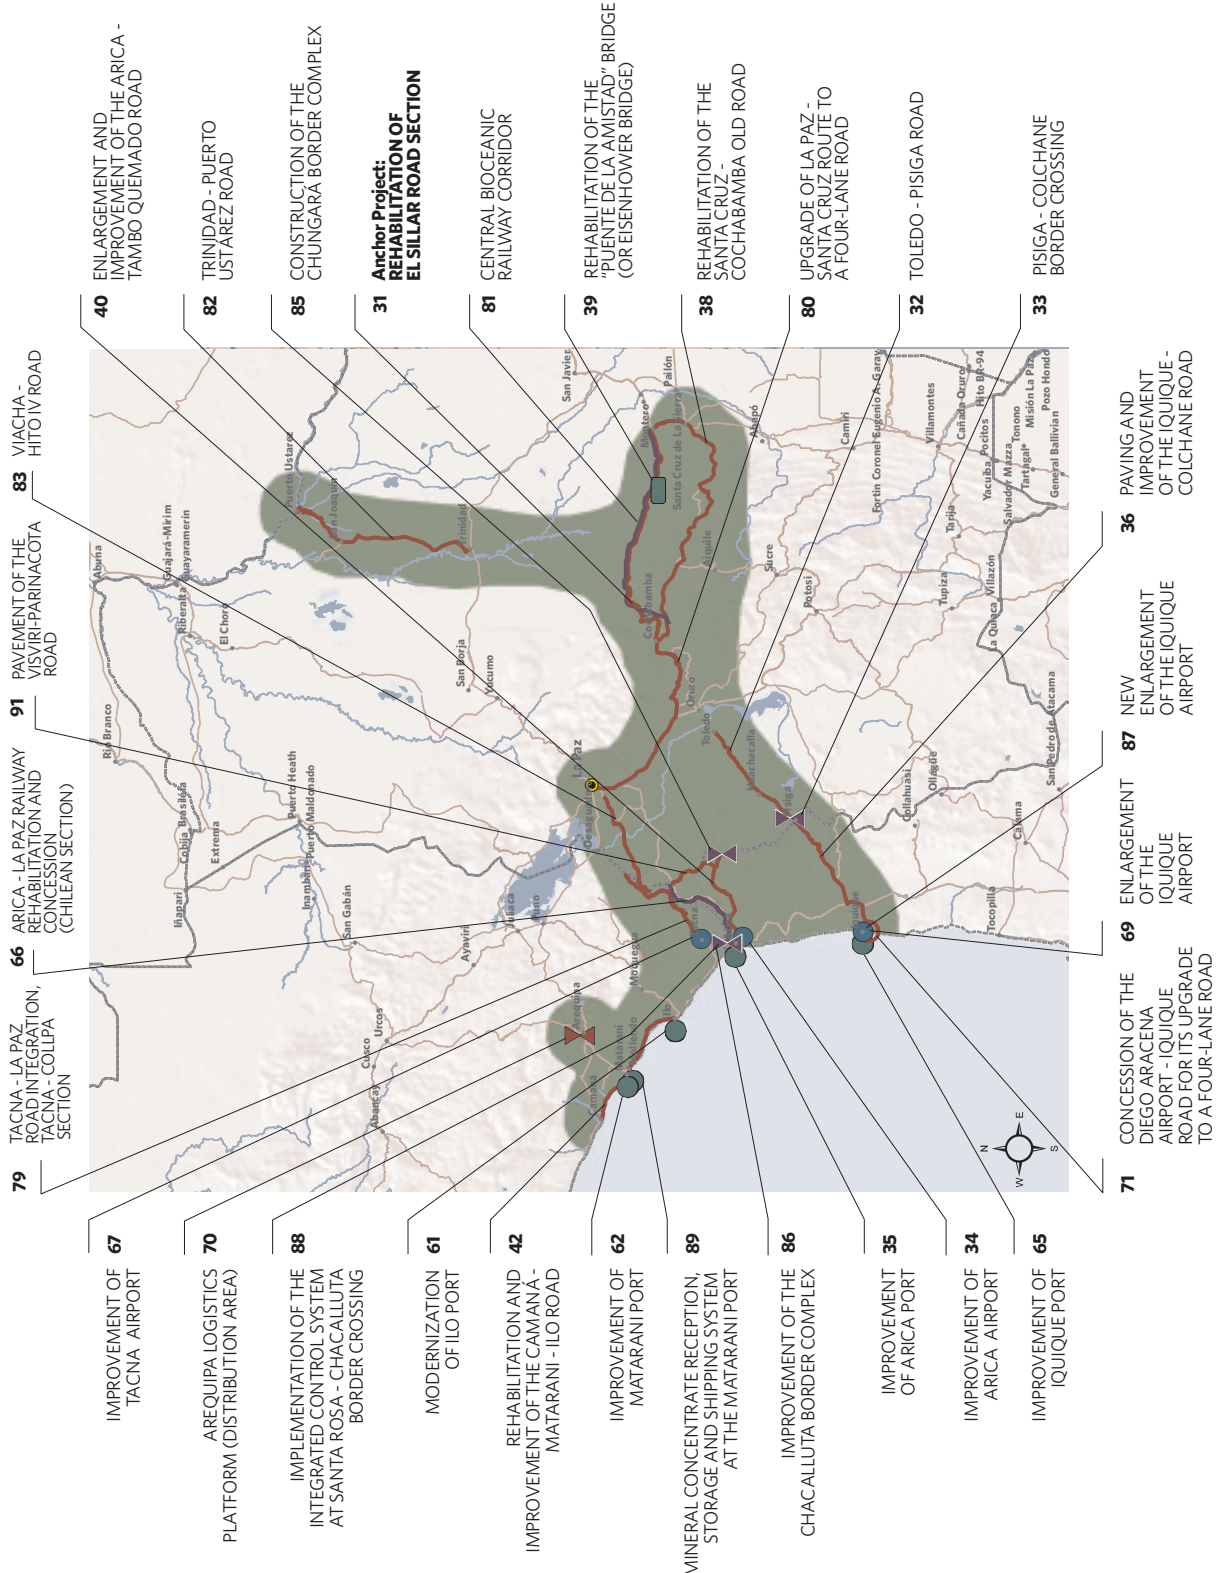 79 TACNA - LA PAZ
ROAD INTEGRATION,
TACNA - COLLPA
SECTION
66 ARICA - LA PAZ RAILWAY
REHABILITATION AND
CONCESSION
(CHILEAN SECTION)
91 PAVEMENT OF THE
VISVIRI-PARINACOTA
ROAD
83 VIACHA -
HITO IV ROAD
40 ENLARGEMENT AND
IMPROVEMENT OF THE ARICA -
TAMBO QUEMADO ROAD
82 TRINIDAD - PUERTO
USTÁREZ ROAD
85 CONSTRUCTION OF THE
CHUNGARÁ BORDER COMPLEX
31 Anchor Project:
REHABILITATION OF
EL SILLAR ROAD SECTION
81 CENTRAL BIOCEANIC
RAILWAY CORRIDOR
39 REHABILITATION OF THE
"PUENTE DE LA AMISTAD" BRIDGE
(OR EISENHOWER BRIDGE)
38 REHABILITATION OF THE
SANTA CRUZ -
COCHABAMBA OLD ROAD
80 UPGRADE OF LA PAZ -
SANTA CRUZ ROUTE TO
A FOUR-LANE ROAD
32 TOLEDO - PISIGA ROAD
33 PISIGA - COLCHANE
BORDER CROSSING
IMPROVEMENT OF 67
TACNA AIRPORT
AREQUIPA LOGISTICS 70
PLATFORM (DISTRIBUTION AREA)
IMPLEMENTATION OF THE 88
INTEGRATED CONTROL SYSTEM
AT SANTA ROSA - CHACALLUTA
BORDER CROSSING
MODERNIZATION 61
OF ILO PORT
REHABILITATION AND 42
IMPROVEMENT OF THE CAMANÁ -
MATARANI - ILO ROAD
IMPROVEMENT OF 62
MATARANI PORT
MINERAL CONCENTRATE RECEPTION, 89
STORAGE AND SHIPPING SYSTEM
AT THE MATARANI PORT
IMPROVEMENT OF THE 86
CHACALLUTA BORDER COMPLEX
IMPROVEMENT 35
OF ARICA PORT
IMPROVEMENT OF 34
ARICA AIRPORT
IMPROVEMENT OF 65
IQUIQUE PORT
71 CONCESSION OF THE
DIEGO ARACENA
AIRPORT - IQUIQUE
ROAD FOR ITS UPGRADE
TO A FOUR-LANE ROAD
69 ENLARGEMENT
OF THE
IQUIQUE
AIRPORT
87 NEW
ENLARGEMENT
OF THE IQUIQUE
AIRPORT
36 PAVING AND
IMPROVEMENT
OF THE IQUIQUE -
COLCHANE ROAD
Abuna
Rio Branco
Guajará-Mirim
Guayaramerín
Riberalta
El Choro
Cobija
Brasiléia
Iñapari
Extrema
Puerto Heath
Puerto Maldonado
Inambari
San Gabán
Puerto Ustarez
San Joaquín
Trinidad
San Borja
Yucumo
Ayaviri
Juliaca
Puno
Cusco
Urcos
Abancay
La Paz
Desaguadero
San Javier
Montero
Pailón
Santa Cruz de La Sierra
Cochabamba
Aiquile
Abapó
Arequipa
Moquegua
Tacna
Camaná
Matarani
Mollendo
Ilo
Oruro
Toledo
Huachacalla
Pisiga
Sucre
Potosí
Camiri
Fortín Coronel Eugenio A. Garay
Villamontes
Cañada Oruro
Hito BR-94
Yacuiba
Pocitos
Salvador Mazza
Tonono
Tartagal
Misión La Paz
Pozo Hondo
General Ballivian
Tarija
Tupiza
Villazón
La Quiaca
Iquique
Collahuasi
Ollagüe
Calama
Tocopilla
San Pedro de Atacama
N
W
E
S